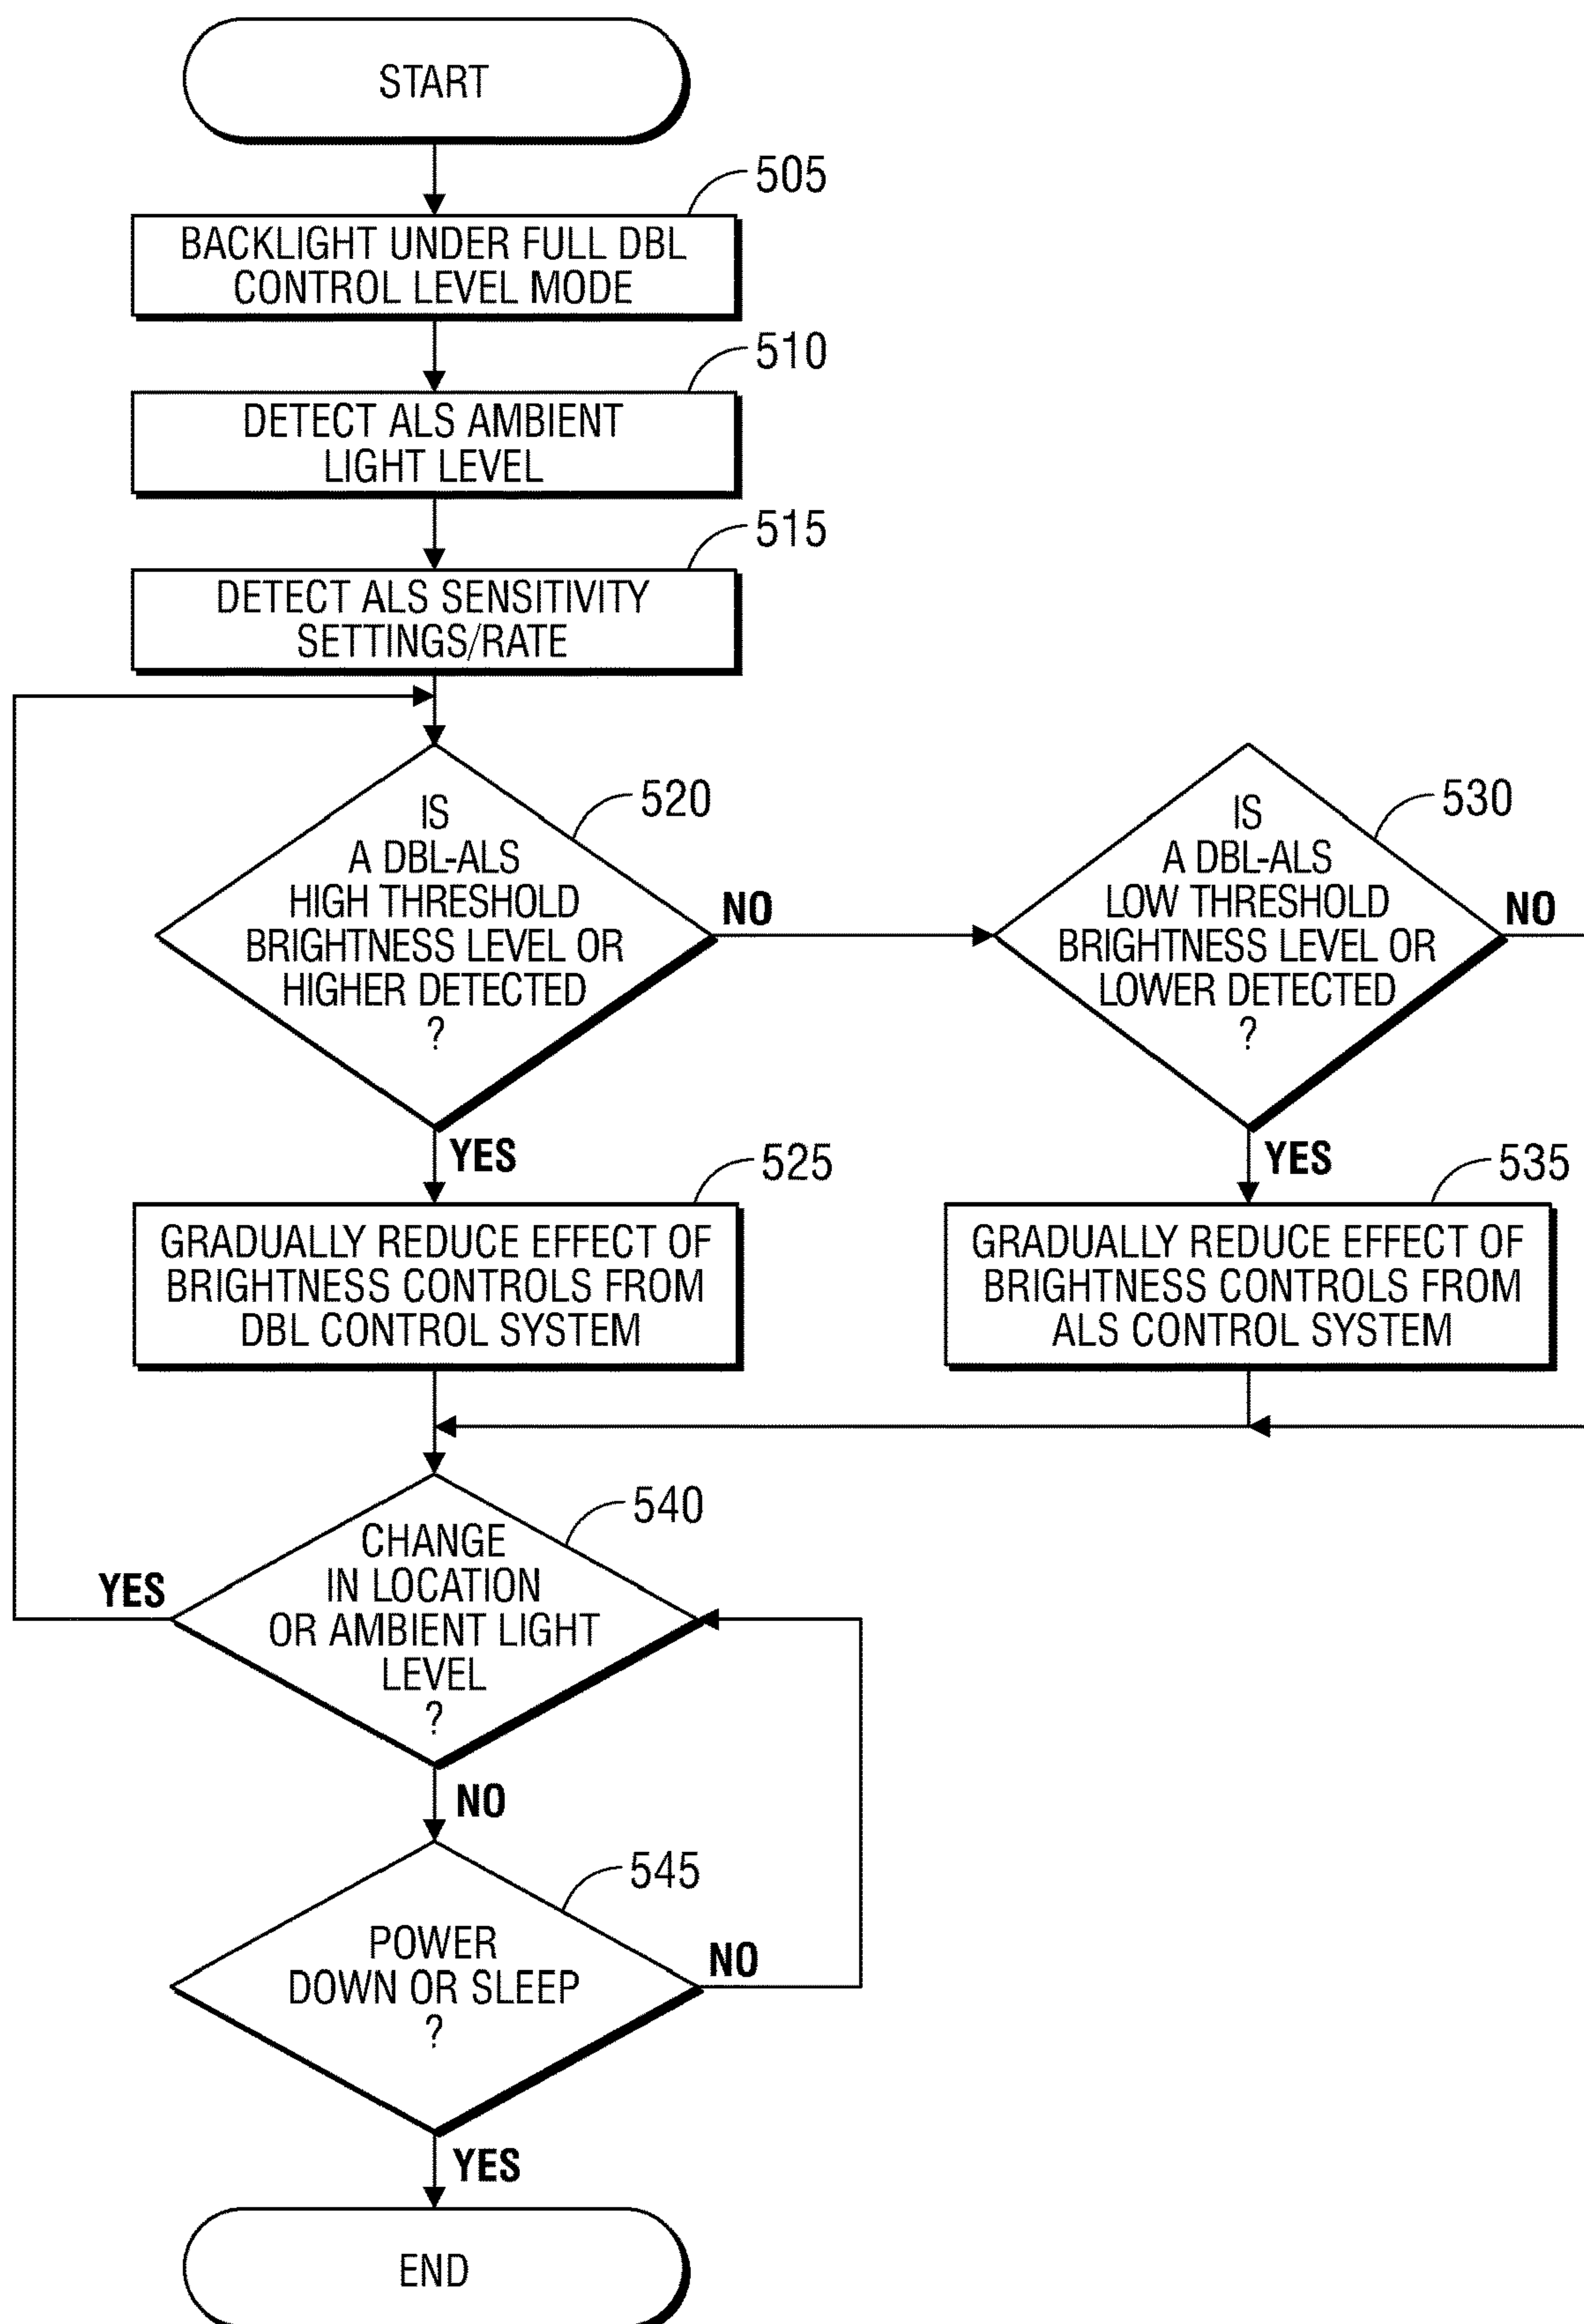 START
505
BACKLIGHT UNDER FULL DBL
CONTROL LEVEL MODE
510
DETECT ALS AMBIENT
LIGHT LEVEL
515
DETECT ALS SENSITIVITY
SETTINGS/RATE
520
IS
A DBL-ALS
HIGH THRESHOLD
BRIGHTNESS LEVEL OR
HIGHER DETECTED
?
NO
530
IS
A DBL-ALS
LOW THRESHOLD
BRIGHTNESS LEVEL OR
LOWER DETECTED
?
NO
YES
525
GRADUALLY REDUCE EFFECT OF
BRIGHTNESS CONTROLS FROM
DBL CONTROL SYSTEM
YES
535
GRADUALLY REDUCE EFFECT OF
BRIGHTNESS CONTROLS FROM
ALS CONTROL SYSTEM
540
CHANGE
IN LOCATION
OR AMBIENT LIGHT
LEVEL
?
YES
NO
545
POWER
DOWN OR SLEEP
?
NO
YES
END